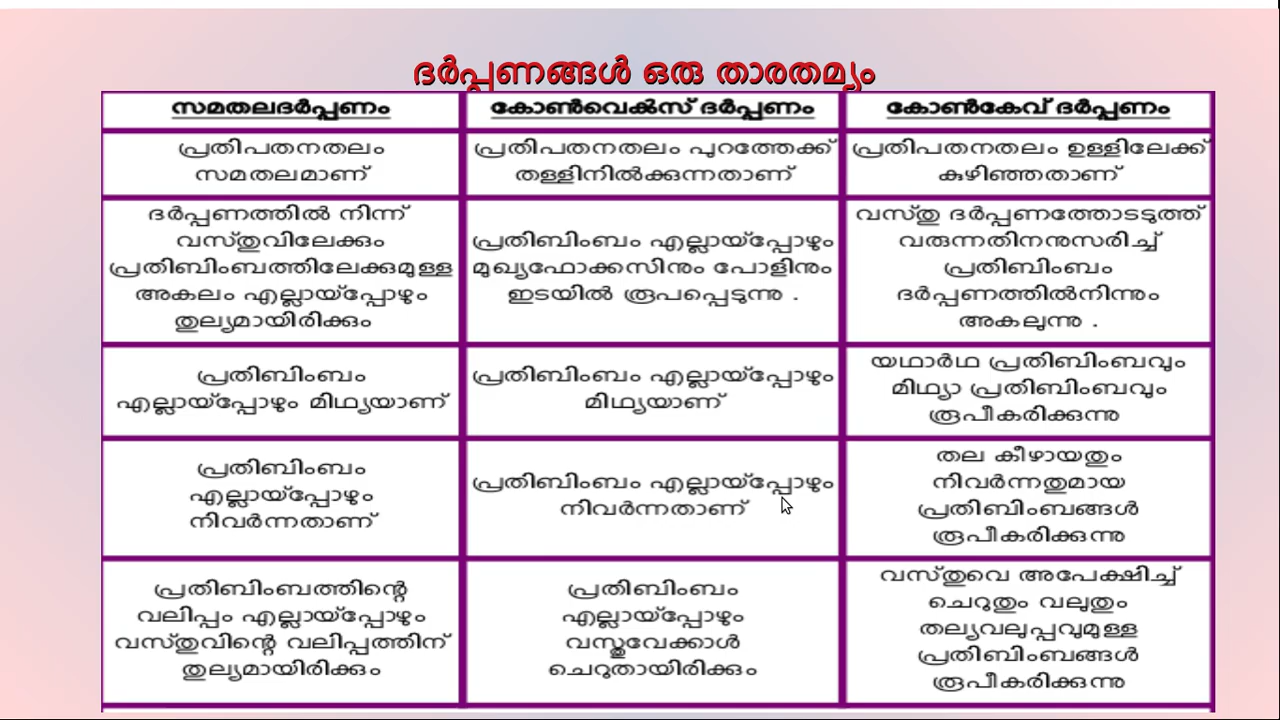 ദർപ്പണങ്ങൾ ഒരു താരതമ്യം
സമതലദർപ്പണം
കോൺവെക്സ് ദർപ്പണം
കോൺകേവ് ദർപ്പണം
പ്രതിപതനതലം
സമതലമാണ്
പ്രതിപതനതലം പുറത്തേക്ക്
തള്ളിനിൽക്കുന്നതാണ്
പ്രതിപതനതലം ഉള്ളിലേക്ക്
കുഴിഞ്ഞതാണ്
ദർപ്പണത്തിൽ നിന്ന്
വസ്തുവിലേക്കും
പ്രതിബിംബത്തിലേക്കുമുള്ള
അകലം എല്ലായ്പ്പോഴും
തുല്യമായിരിക്കും
പ്രതിബിംബം എല്ലായ്പ്പോഴും
മുഖ്യഫോക്കസിനും പോളിനും
ഇടയിൽ രൂപപ്പെടുന്നു .
വസ്തു ദർപ്പണത്തോടടുത്ത്
വരുന്നതിനനുസരിച്ച്
പ്രതിബിംബം
ദർപ്പണത്തിൽനിന്നും
അകലുന്നു .
പ്രതിബിംബം
എല്ലായ്പ്പോഴും മിഥ്യയാണ്
പ്രതിബിംബം എല്ലായ്പ്പോഴും
മിഥ്യയാണ്
യഥാർഥ പ്രതിബിംബവും
മിഥ്യാ പ്രതിബിംബവും
രൂപീകരിക്കുന്നു
പ്രതിബിംബം
എല്ലായ്പ്പോഴും
നിവർന്നതാണ്
പ്രതിബിംബം എല്ലായ്പ്പോഴും
നിവർന്നതാണ്
തല കീഴായതും
നിവർന്നതുമായ
പ്രതിബിംബങ്ങൾ
രൂപീകരിക്കുന്നു
പ്രതിബിംബത്തിന്റെ
വലിപ്പം എല്ലായ്പ്പോഴും
വസ്തുവിന്റെ വലിപ്പത്തിന്
തുല്യമായിരിക്കും
പ്രതിബിംബം
എല്ലായ്പ്പോഴും
വസ്തുവേക്കാൾ
ചെറുതായിരിക്കും
വസ്തുവെ അപേക്ഷിച്ച്
ചെറുതും വലുതും
തല്യവലുപ്പവുമുള്ള
പ്രതിബിംബങ്ങൾ
രൂപീകരിക്കുന്നു